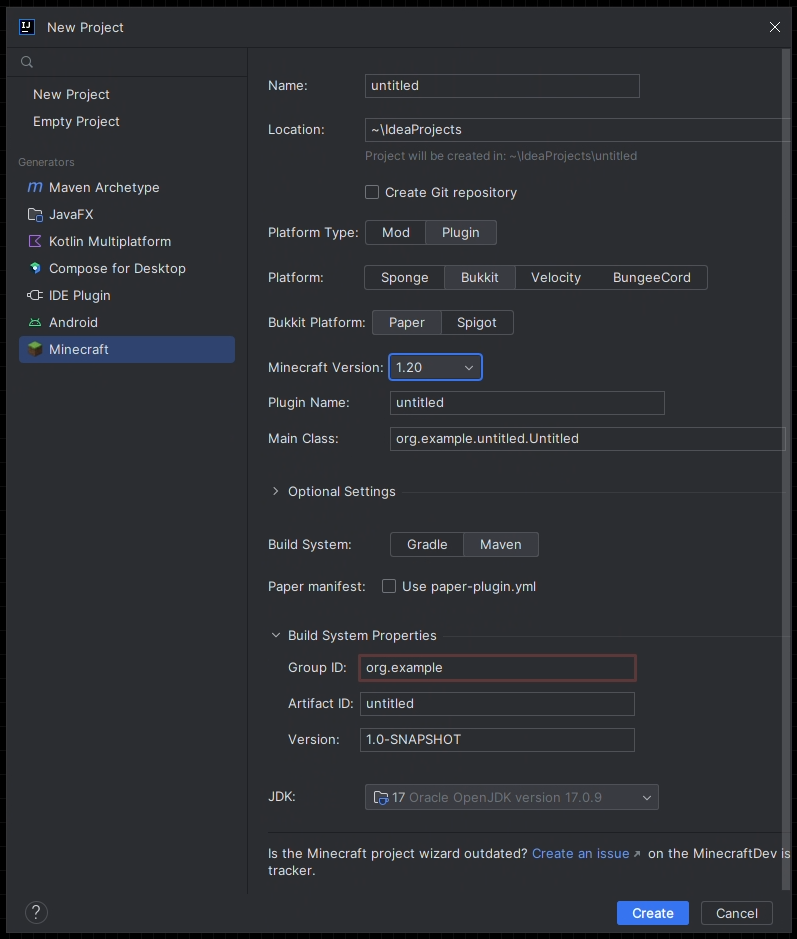 New Project
New Project
Empty Project
Generators
Maven Archetype
JavaFX
Kotlin Multiplatform
Compose for Desktop
IDE Plugin
Android
Minecraft
Name: untitled
Location: ~\IdeaProjects
Project will be created in: ~\IdeaProjects\untitled
Create Git repository
Platform Type: Mod Plugin
Platform: Sponge Bukkit Velocity BungeeCord
Bukkit Platform: Paper Spigot
Minecraft Version: 1.20
Plugin Name: untitled
Main Class: org.example.untitled.Untitled
Optional Settings
Build System: Gradle Maven
Paper manifest: Use paper-plugin.yml
Build System Properties
Group ID: org.example
Artifact ID: untitled
Version: 1.0-SNAPSHOT
JDK: 17 Oracle OpenJDK version 17.0.9
Is the Minecraft project wizard outdated? Create an issue ↗ on the MinecraftDev is
tracker.
? Create Cancel